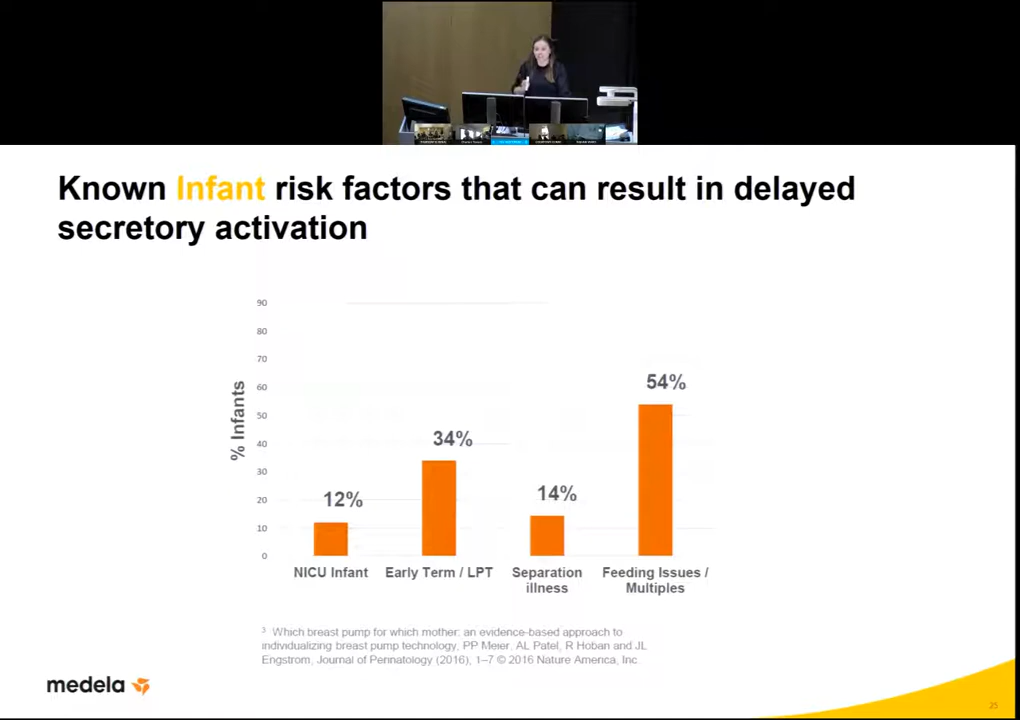 Known Infant risk factors that can result in delayed
secretory activation
90
80
70
60
50
40
30
20
10
0
% Infants
12%
34%
14%
54%
NICU Infant
Early Term / LPT
Separation
illness
Feeding Issues /
Multiples
3 Which breast pump for which mother: an evidence-based approach to
individualizing breast pump technology, PP Meier. AL Patel, R Hoban and JL
Engstrom, Journal of Pennatology (2016), 1–7 © 2016 Nature America, Inc.
medela
25